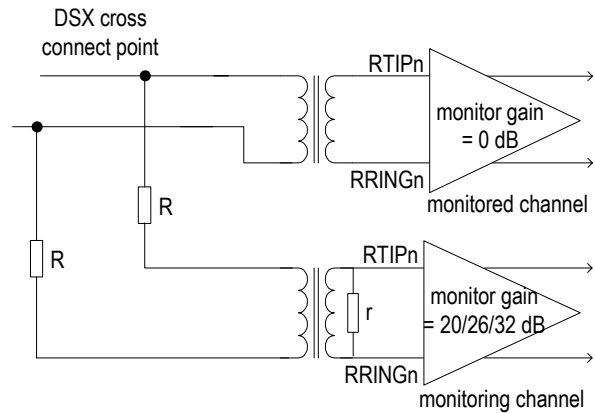 DSX cross
connect point
RTIPn
monitor gain
= 0 dB
RRINGn
monitored channel
R
R
RTIPn
monitor gain
= 20/26/32 dB
r
RRINGn
monitoring channel